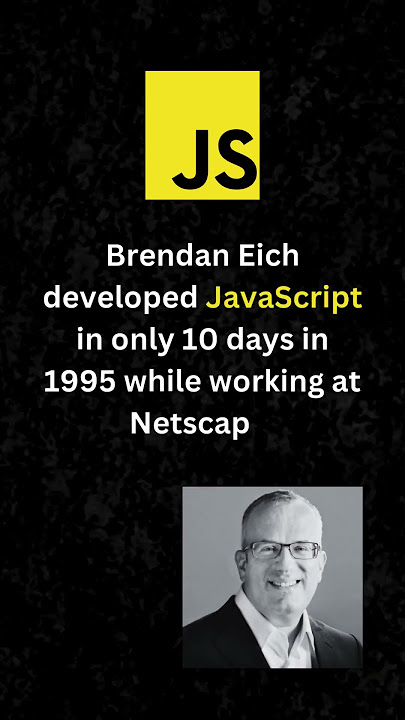 JS
Brendan Eich
developed JavaScript
in only 10 days in
1995 while working at
Netscap